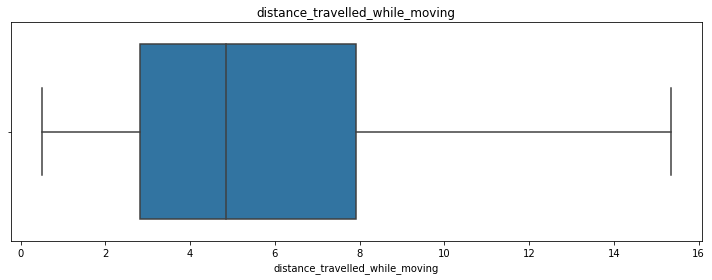 distance_travelled_while_moving
0 2 4 6 8 10 12 14 16
distance_travelled_while_moving